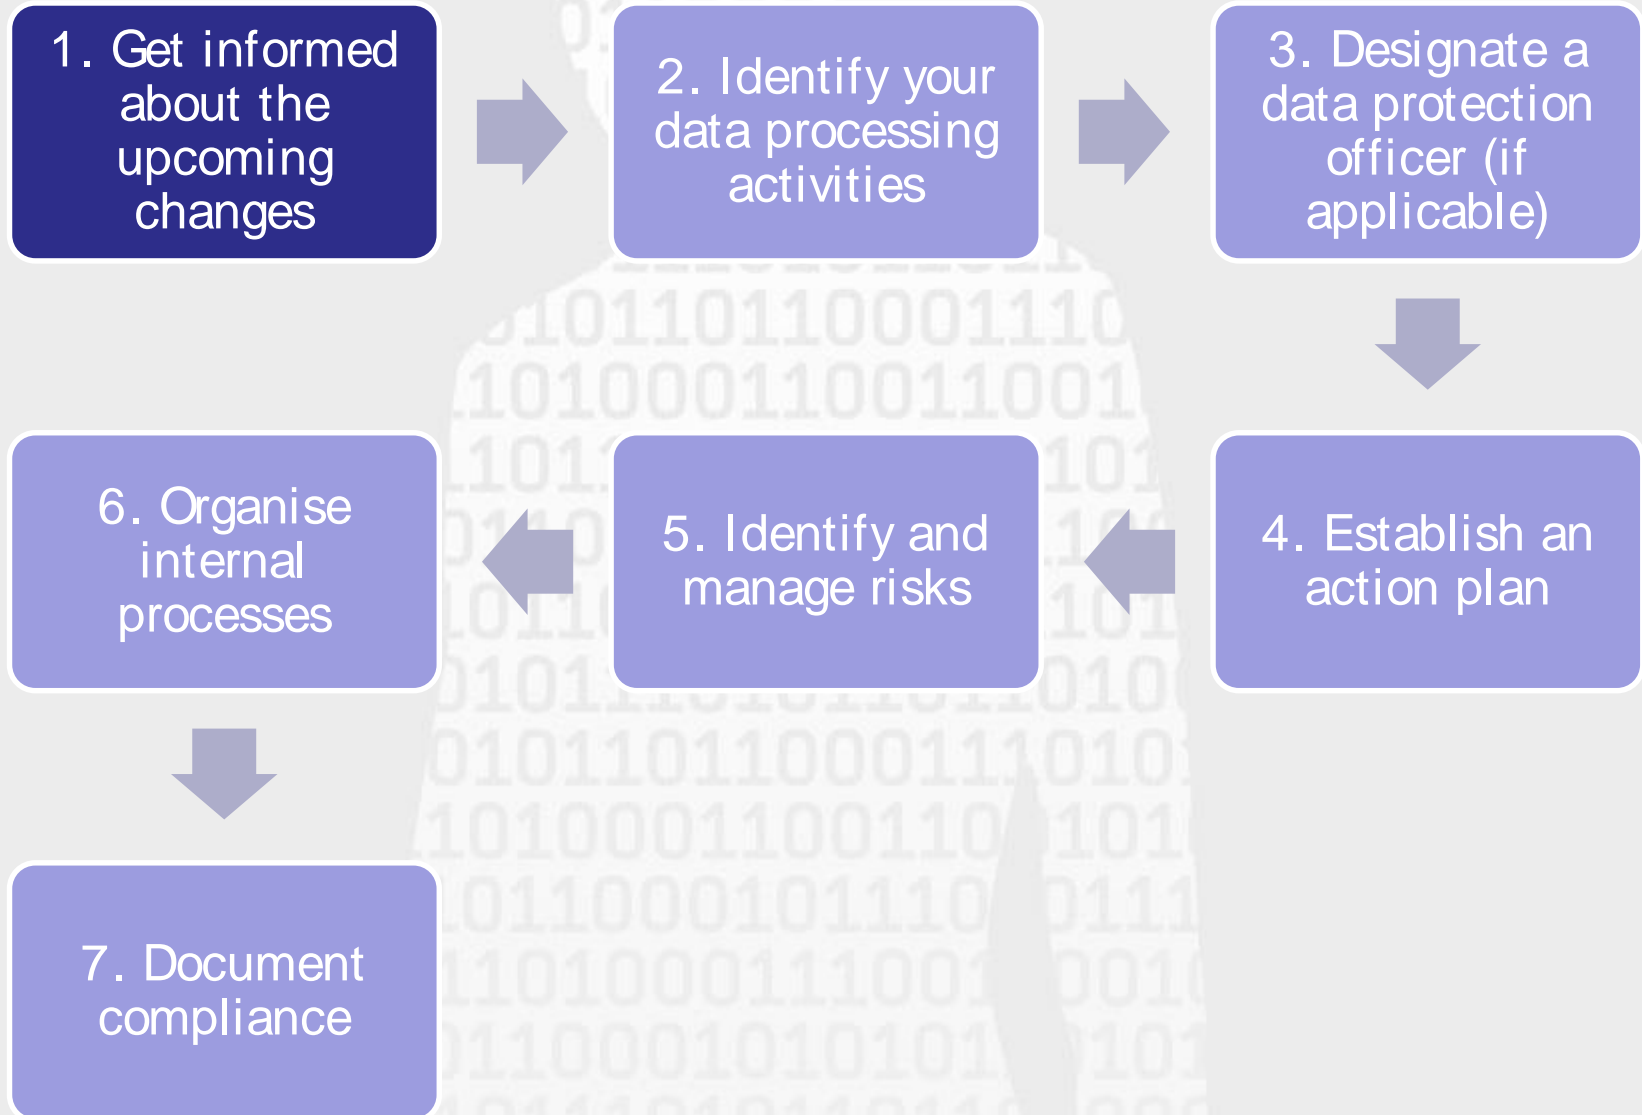 1. Get informed
about the
upcoming
changes
2. Identify your
data processing
activities
3. Designate a
data protection
officer (if
applicable)
4. Establish an
action plan
5. Identify and
manage risks
6. Organise
internal
processes
7. Document
compliance